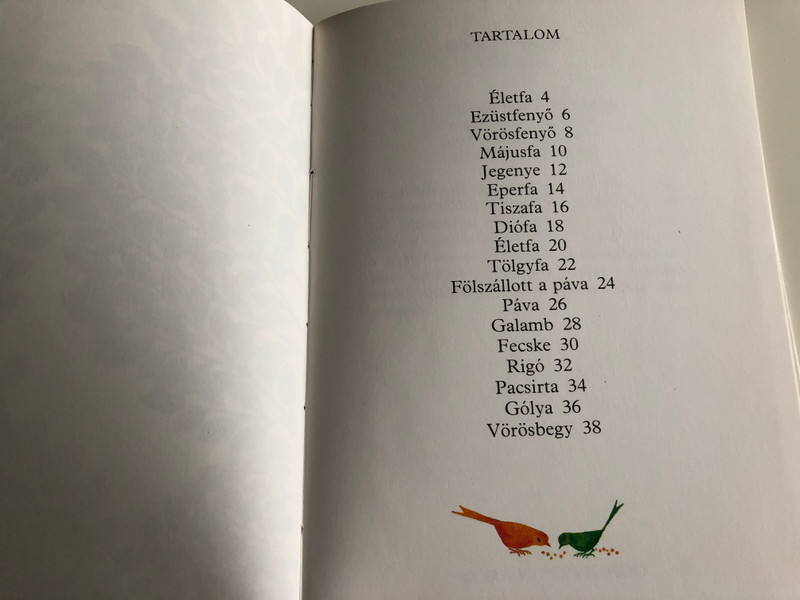 TARTALOM
Életfa 4
Ezüstfenyő 6
Vörösfenyő 8
Májusfa 10
Jegenye 12
Eperfa 14
Tiszafa 16
Diófa 18
Életfa 20
Tölgyfa 22
Fölszállott a páva 24
Páva 26
Galamb 28
Fecske 30
Rigó 32
Pacsirta 34
Gólya 36
Vörösbegy 38